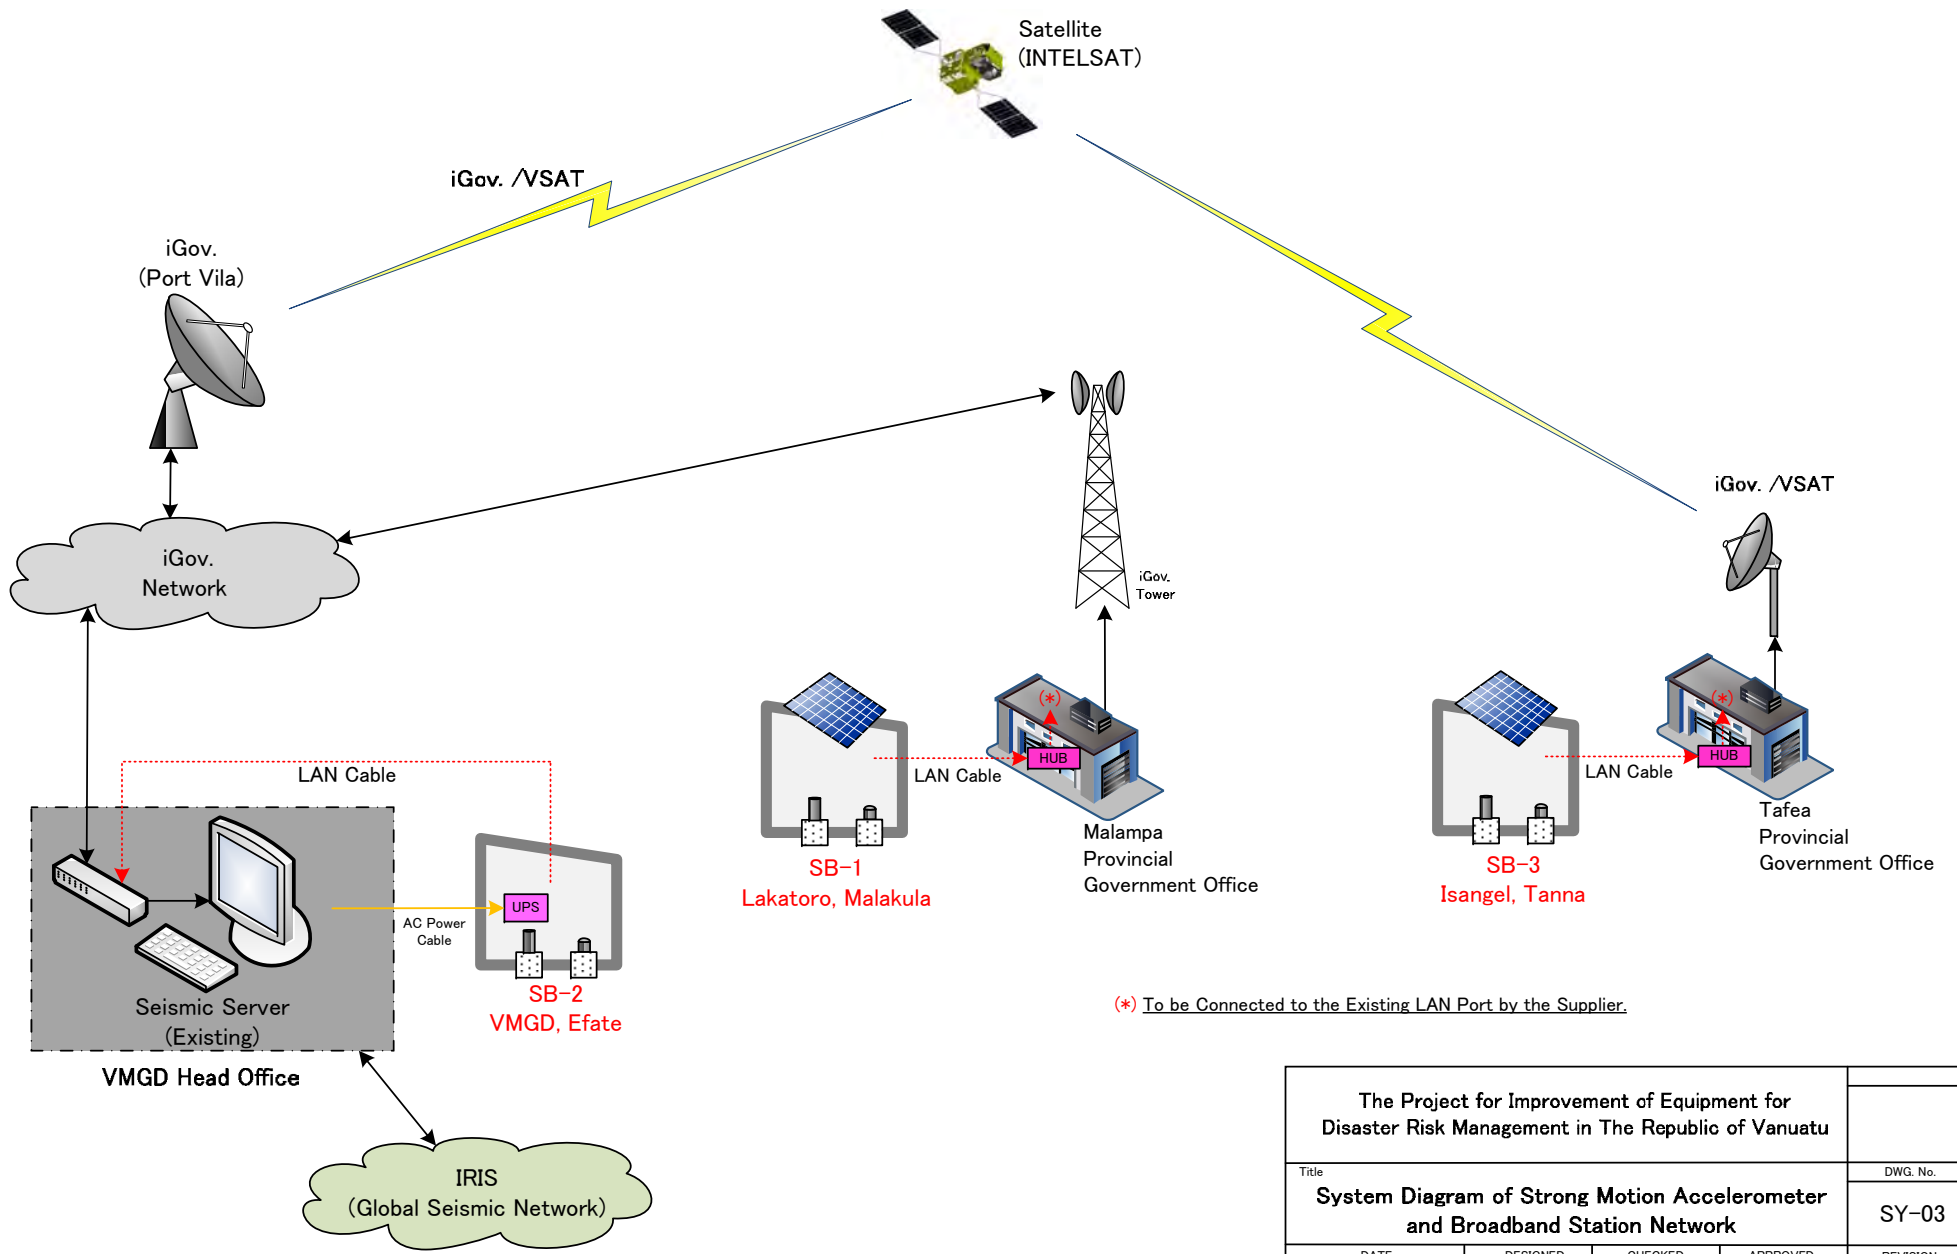 Satellite
(INTELSAT)
iGov. /VSAT
iGov.
(Port Vila)
iGov. /VSAT
iGov.
Network
iGov.
Tower
(*)
(*)
HUB
HUB
LAN Cable
LAN Cable
LAN Cable
Malampa
Provincial
Government Office
Tafea
Provincial
Government Office
SB-1
Lakatoro, Malakula
SB-3
Isangel, Tanna
UPS
AC Power
Cable
SB-2
VMGD, Efate
Seismic Server
(Existing)
VMGD Head Office
(*) To be Connected to the Existing LAN Port by the Supplier.
IRIS
(Global Seismic Network)
The Project for Improvement of Equipment for
Disaster Risk Management in The Republic of Vanuatu
Title
System Diagram of Strong Motion Accelerometer
and Broadband Station Network
DWG. No.
SY-03
DATE DESIGNED CHECKED APPROVED REVISION